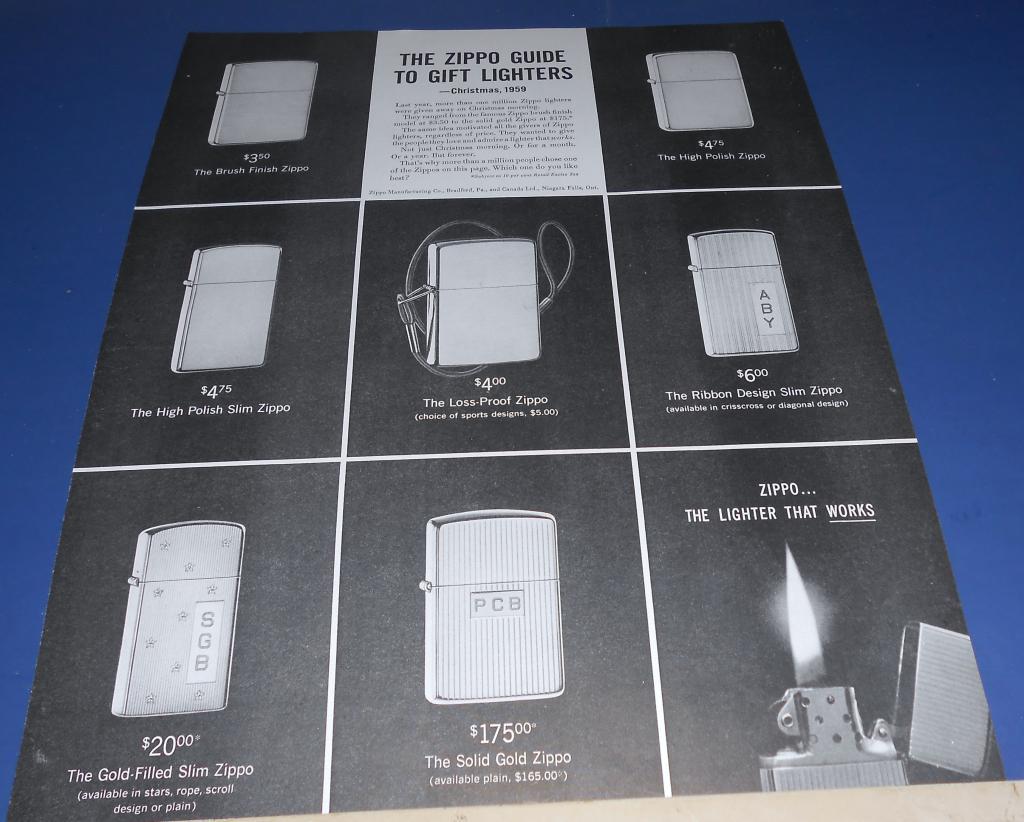 THE ZIPPO GUIDE
TO GIFT LIGHTERS
—Christmas, 1959
Last year, more than one million Zippo lighters
were given away on Christmas morning.
They ranged from the famous Zippo brush finish
model at $3.50 to the solid gold Zippo at $175.*
The same idea motivated all the givers of Zippo
lighters, regardless of price. They wanted to give
the people they love and admire a lighter that works.
Not just Christmas morning. Or for a month.
Or a year. But forever.
That's why more than a million people chose one
of the Zippos on this page. Which one do you like
best?
*Subject to 10 per cent Retail Excise Tax
Zippo Manufacturing Co., Bradford, Pa., and Canada Ltd., Niagara Falls, Ont.
$3.50
The Brush Finish Zippo
$4.75
The High Polish Zippo
$4.75
The High Polish Slim Zippo
$4.00
The Loss-Proof Zippo
(choice of sports designs, $5.00)
A
B
Y
$6.00
The Ribbon Design Slim Zippo
(available in crisscross or diagonal design)
S
G
B
$20.00*
The Gold-Filled Slim Zippo
(available in stars, rope, scroll
design or plain)
PCB
$175.00*
The Solid Gold Zippo
(available plain, $165.00*)
ZIPPO...
THE LIGHTER THAT WORKS